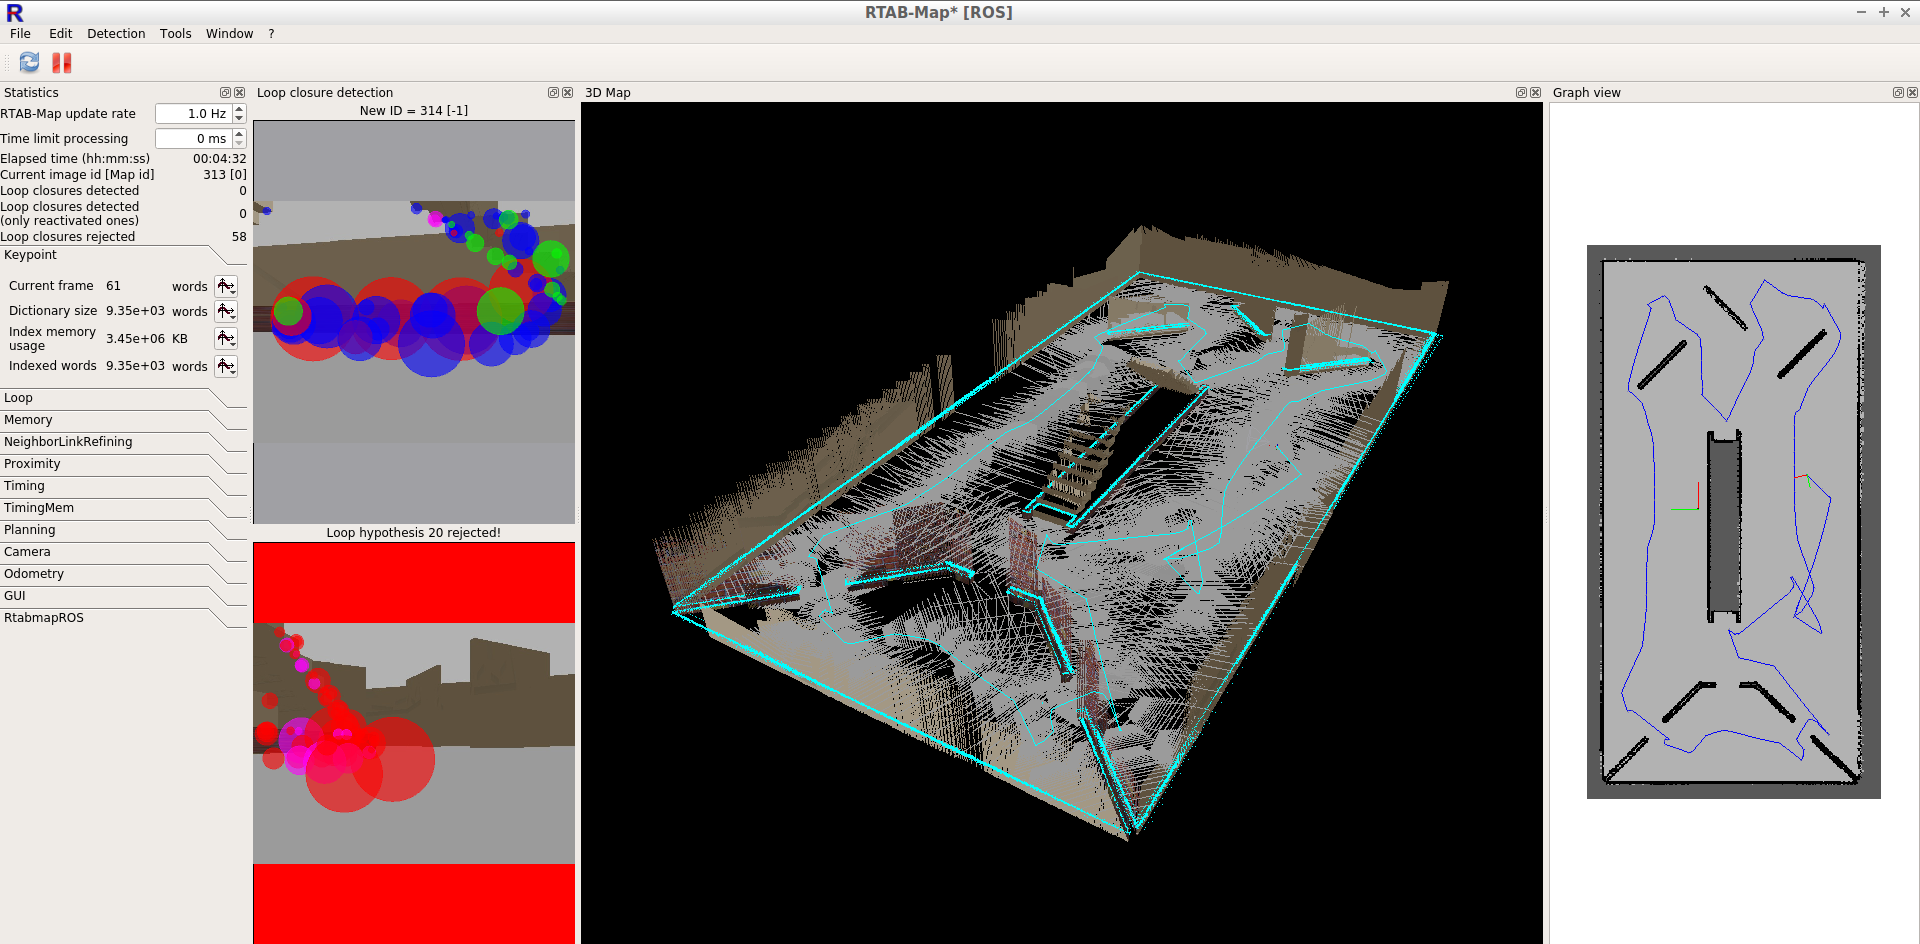 RTAB-Map* [ROS]
File Edit Detection Tools Window ?
Statistics
RTAB-Map update rate 1.0 Hz
Time limit processing 0 ms
Elapsed time (hh:mm:ss) 00:04:32
Current image id [Map id] 313 [0]
Loop closures detected 0
Loop closures detected
(only reactivated ones) 0
Loop closures rejected 58
Keypoint
Current frame 61 words
Dictionary size 9.35e+03 words
Index memory
usage 3.45e+06 KB
Indexed words 9.35e+03 words
Loop
Memory
NeighborLinkRefining
Proximity
Timing
TimingMem
Planning
Camera
Odometry
GUI
RtabmapROS
Loop closure detection
New ID = 314 [-1]
Loop hypothesis 20 rejected!
3D Map
Graph view